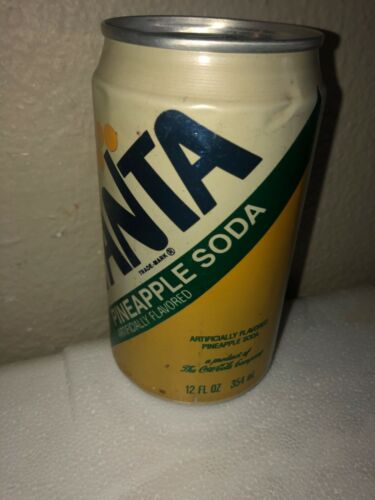 ANTA
TRADE-MARK®
PINEAPPLE SODA
ARTIFICIALLY FLAVORED
ARTIFICIALLY FLAVORED
PINEAPPLE SODA
a product of
The Coca-Cola Company
12 FL OZ 354 mL